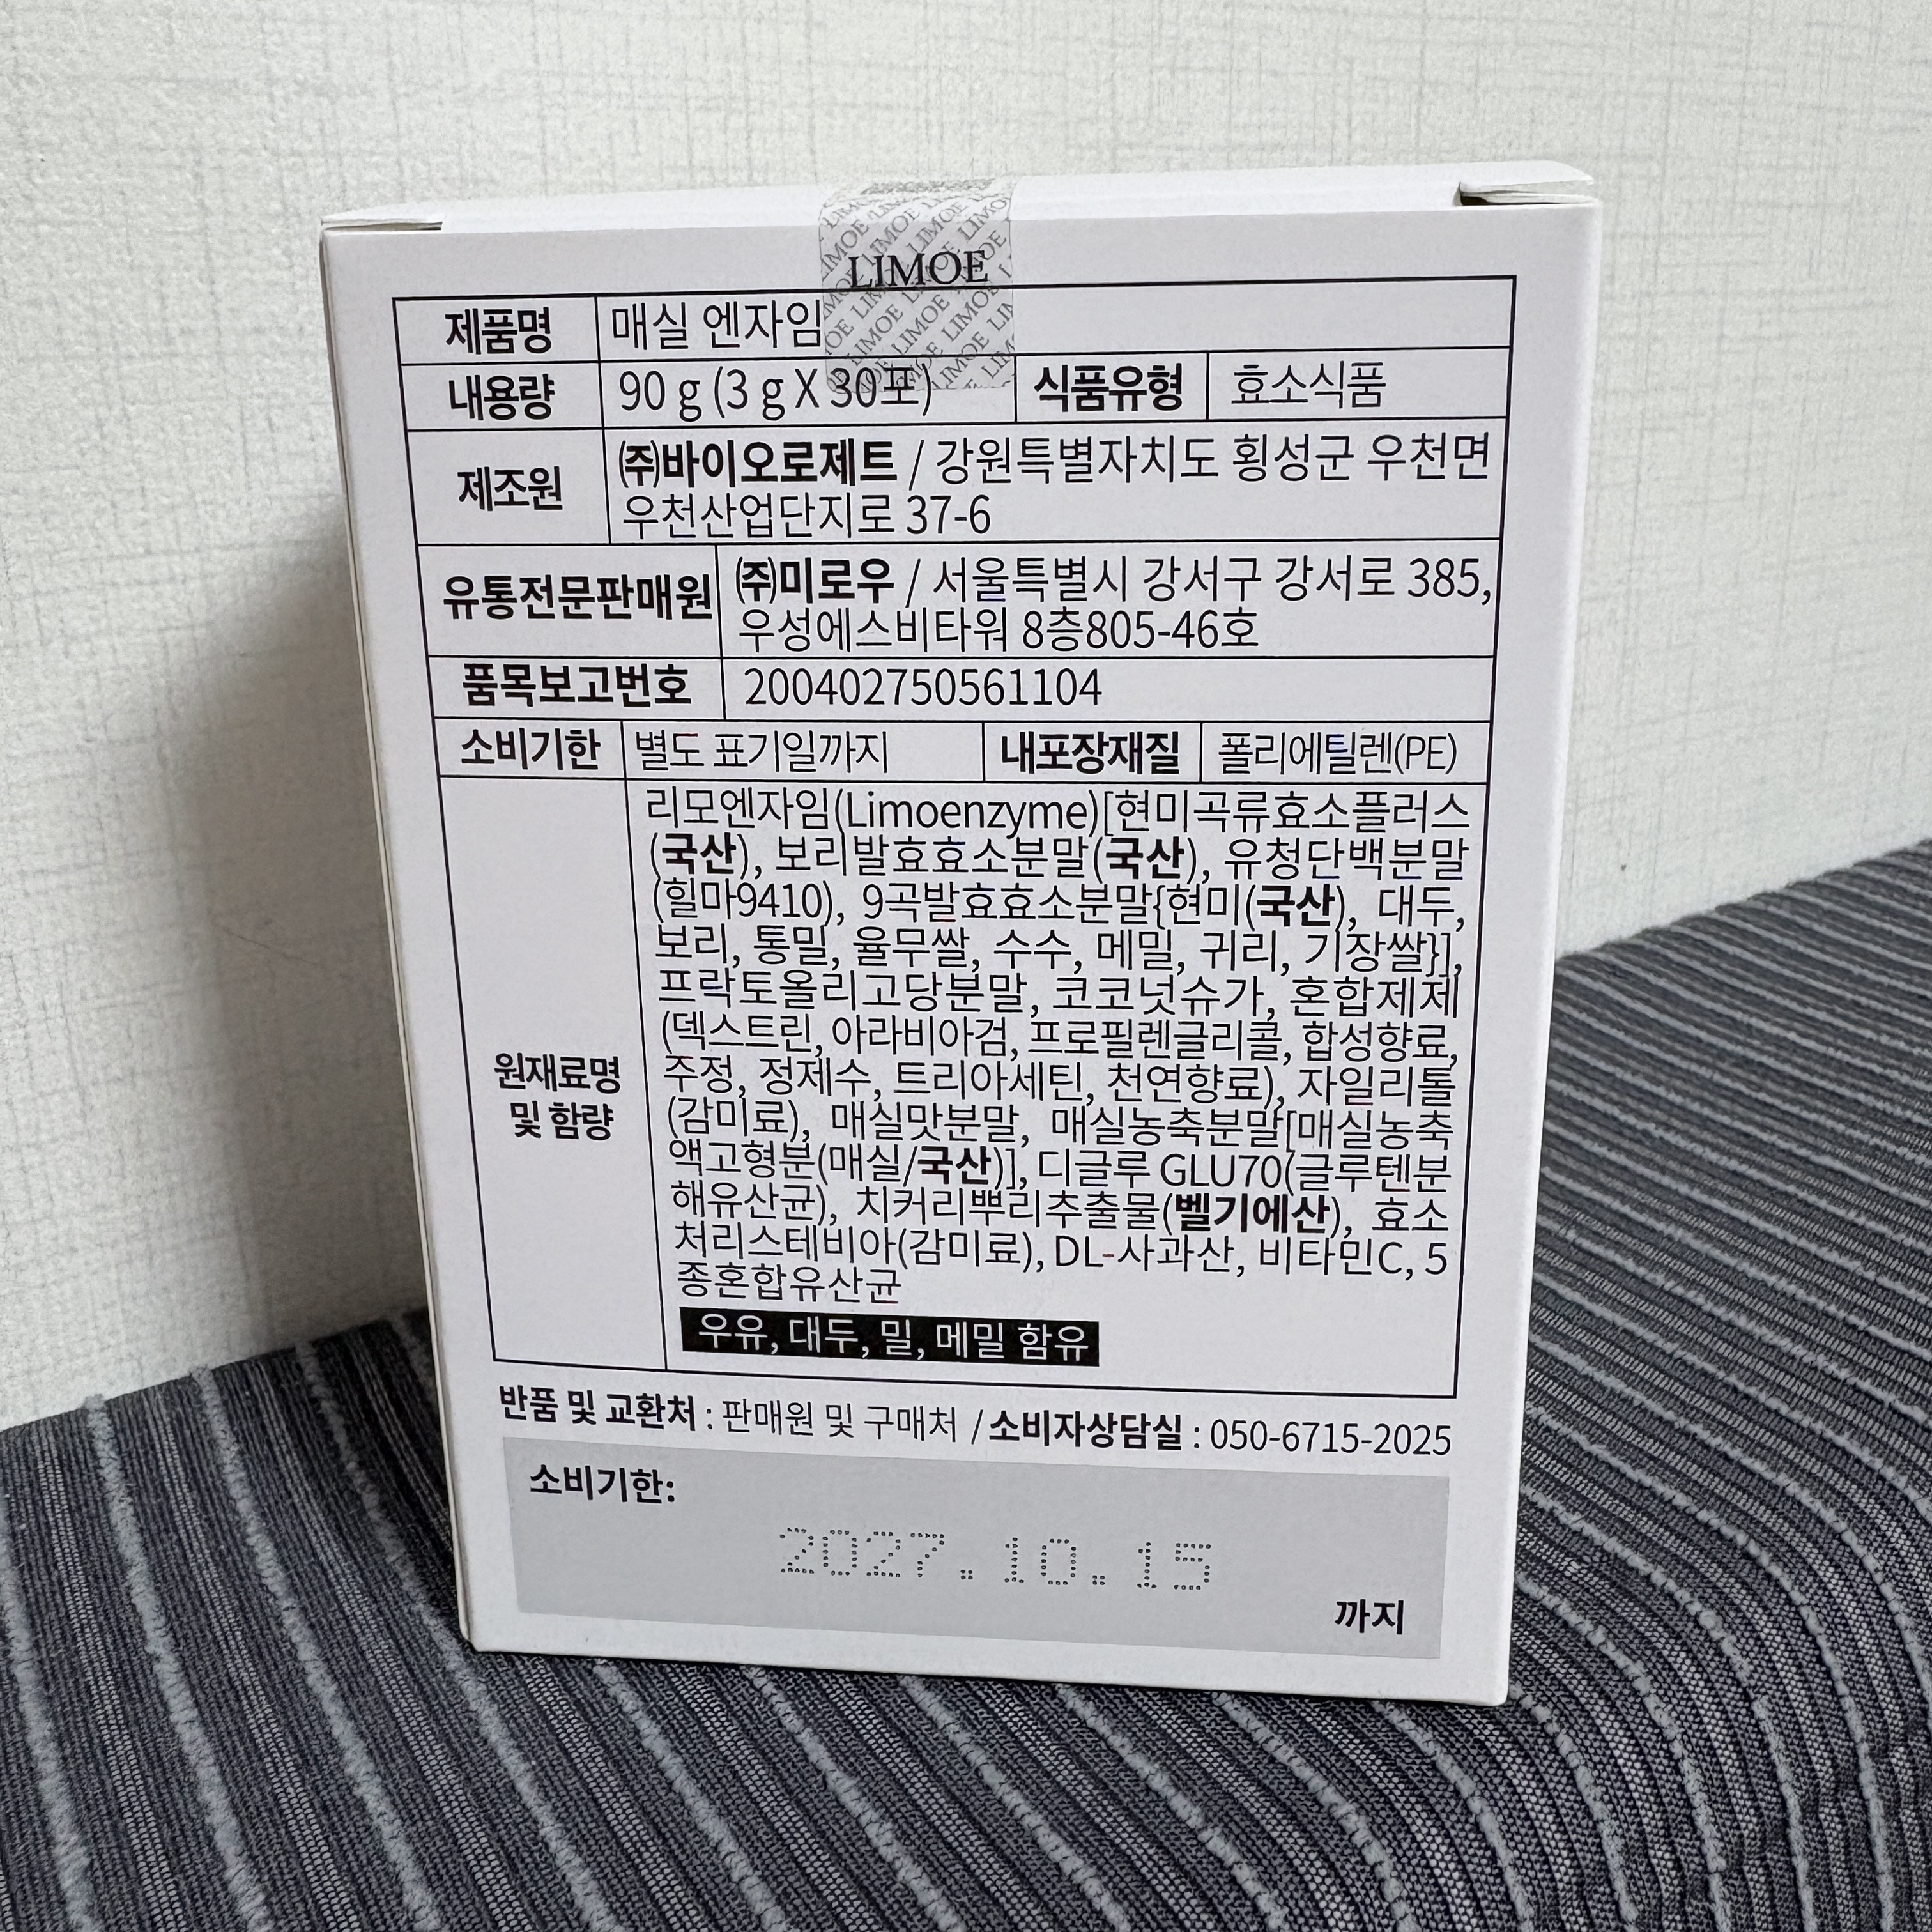 LIMOE
제품명 매실 엔자임
내용량 90 g (3 g X 30포) 식품유형 효소식품
제조원 ㈜바이오로제트 / 강원특별자치도 횡성군 우천면
우천산업단지로 37-6
유통전문판매원 ㈜미로우 / 서울특별시 강서구 강서로 385,
우성에스비타워 8층805-46호
품목보고번호 200402750561104
소비기한 별도 표기일까지 내포장재질 폴리에틸렌(PE)
원재료명
및 함량
리모엔자임(Limoenzyme)[현미곡류효소플러스
(국산), 보리발효효소분말(국산), 유청단백분말
(힐마9410), 9곡발효효소분말{현미(국산), 대두,
보리, 통밀, 율무쌀, 수수, 메밀, 귀리, 기장쌀}],
프락토올리고당분말, 코코넛슈가, 혼합제제
(덱스트린, 아라비아검, 프로필렌글리콜, 합성향료,
주정, 정제수, 트리아세틴, 천연향료), 자일리톨
(감미료), 매실맛분말, 매실농축분말[매실농축
액고형분(매실/국산)], 디글루 GLU70(글루텐분
해유산균), 치커리뿌리추출물(벨기에산), 효소
처리스테비아(감미료), DL-사과산, 비타민C, 5
종혼합유산균
우유, 대두, 밀, 메밀 함유
반품 및 교환처 : 판매원 및 구매처 / 소비자상담실 : 050-6715-2025
소비기한:
2027.10.15
까지